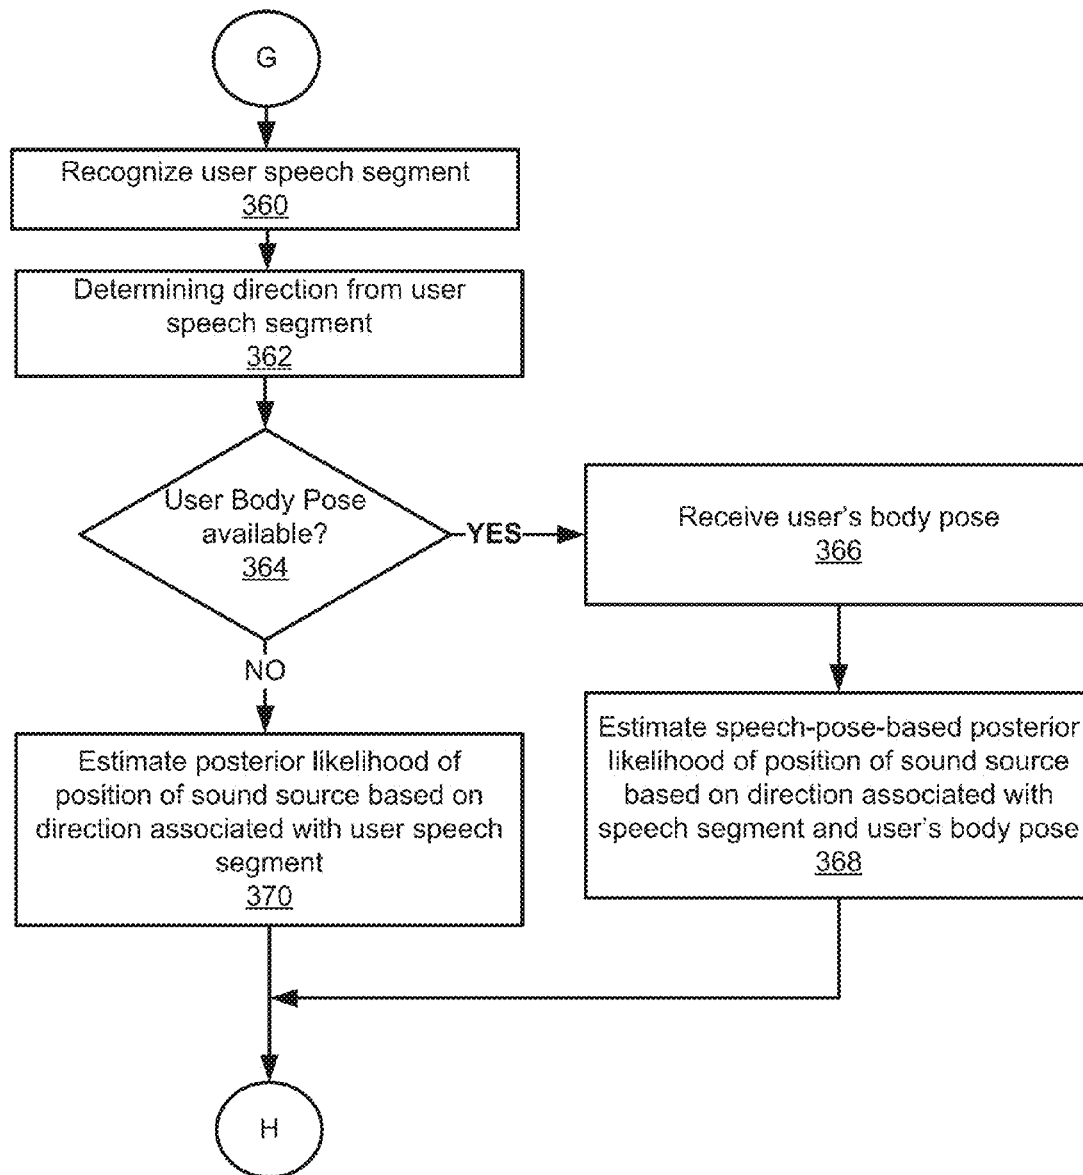 G
Recognize user speech segment
360
Determining direction from user
speech segment
362
User Body Pose
available?
364
YES
Receive user's body pose
366
NO
Estimate posterior likelihood of
position of sound source based on
direction associated with user speech
segment
370
Estimate speech-pose-based posterior
likelihood of position of sound source
based on direction associated with
speech segment and user's body pose
368
H